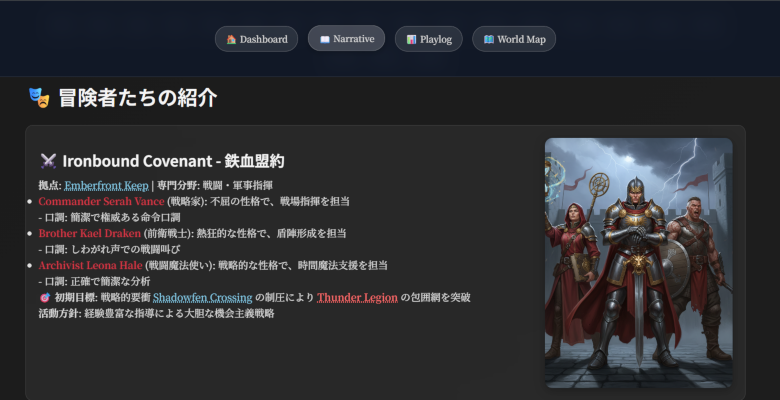 Dashboard
Narrative
Playlog
World Map
冒険者たちの紹介
Ironbound Covenant - 鉄血盟約
拠点: Emberfront Keep | 専門分野: 戦闘・軍事指揮
Commander Serah Vance (戦略家): 不屈の性格で、戦場指揮を担当
- 口調: 簡潔で権威ある命令口調
Brother Kael Draken (前衛戦士): 熱狂的な性格で、盾陣形成を担当
- 口調: しわがれ声での戦闘叫び
Archivist Leona Hale (戦闘魔法使い): 戦略的な性格で、時間魔法支援を担当
- 口調: 正確で簡潔な分析
初期目標: 戦略的要衝 Shadowfen Crossing の制圧により Thunder Legion の包囲網を突破
活動方針: 経験豊富な指導による大胆な機会主義戦略